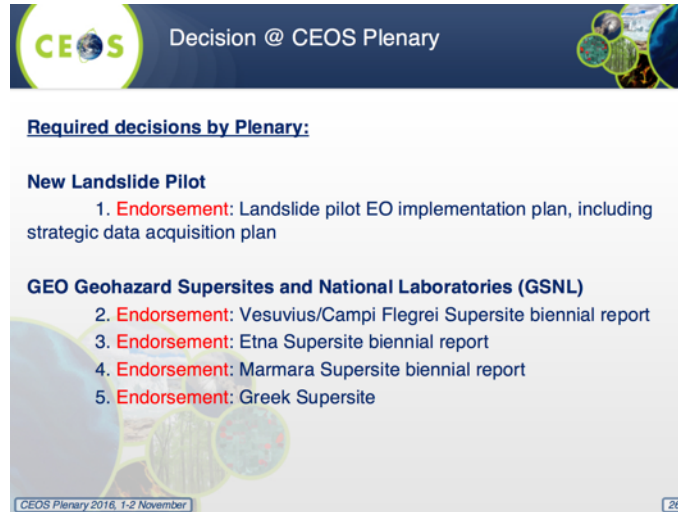 CEOS
Decision @ CEOS Plenary
Required decisions by Plenary:
New Landslide Pilot
1. Endorsement: Landslide pilot EO implementation plan, including
strategic data acquisition plan
GEO Geohazard Supersites and National Laboratories (GSNL)
2. Endorsement: Vesuvius/Campi Flegrei Supersite biennial report
3. Endorsement: Etna Supersite biennial report
4. Endorsement: Marmara Supersite biennial report
5. Endorsement: Greek Supersite
CEOS Plenary 2016, 1-2 November
26